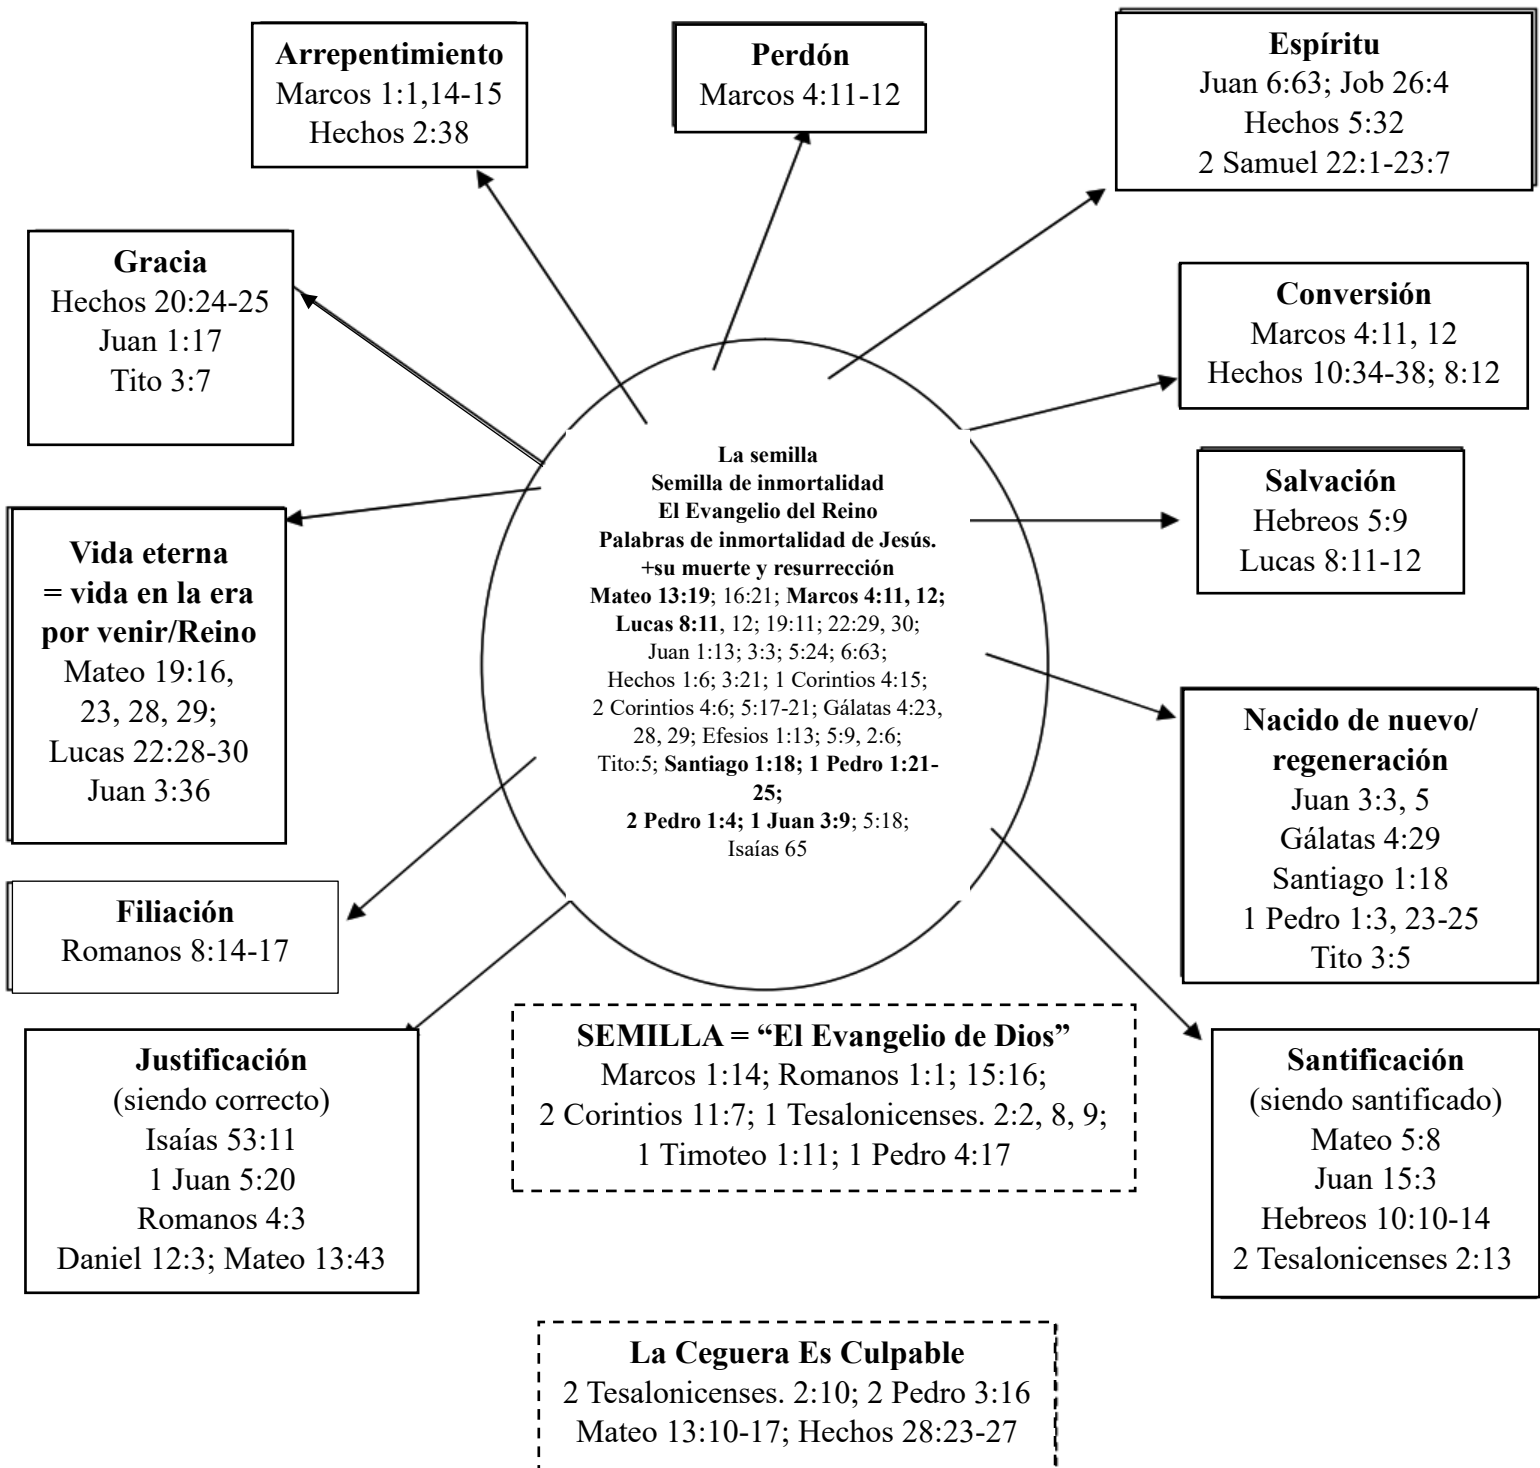 Arrepentimiento
Marcos 1:1,14-15
Hechos 2:38
Perdón
Marcos 4:11-12
Espíritu
Juan 6:63; Job 26:4
Hechos 5:32
2 Samuel 22:1-23:7
Gracia
Hechos 20:24-25
Juan 1:17
Tito 3:7
Conversión
Marcos 4:11, 12
Hechos 10:34-38; 8:12
La semilla
Semilla de inmortalidad
El Evangelio del Reino
Palabras de inmortalidad de Jesús.
+su muerte y resurrección
Mateo 13:19; 16:21; Marcos 4:11, 12;
Lucas 8:11, 12; 19:11; 22:29, 30;
Juan 1:13; 3:3; 5:24; 6:63;
Hechos 1:6; 3:21; 1 Corintios 4:15;
2 Corintios 4:6; 5:17-21; Gálatas 4:23,
28, 29; Efesios 1:13; 5:9, 2:6;
Tito:5; Santiago 1:18; 1 Pedro 1:21-
25;
2 Pedro 1:4; 1 Juan 3:9; 5:18;
Isaías 65
Salvación
Hebreos 5:9
Lucas 8:11-12
Vida eterna
= vida en la era
por venir/Reino
Mateo 19:16,
23, 28, 29;
Lucas 22:28-30
Juan 3:36
Nacido de nuevo/
regeneración
Juan 3:3, 5
Gálatas 4:29
Santiago 1:18
1 Pedro 1:3, 23-25
Tito 3:5
Filiación
Romanos 8:14-17
Justificación
(siendo correcto)
Isaías 53:11
1 Juan 5:20
Romanos 4:3
Daniel 12:3; Mateo 13:43
SEMILLA = “El Evangelio de Dios”
Marcos 1:14; Romanos 1:1; 15:16;
2 Corintios 11:7; 1 Tesalonicenses. 2:2, 8, 9;
1 Timoteo 1:11; 1 Pedro 4:17
Santificación
(siendo santificado)
Mateo 5:8
Juan 15:3
Hebreos 10:10-14
2 Tesalonicenses 2:13
La Ceguera Es Culpable
2 Tesalonicenses. 2:10; 2 Pedro 3:16
Mateo 13:10-17; Hechos 28:23-27